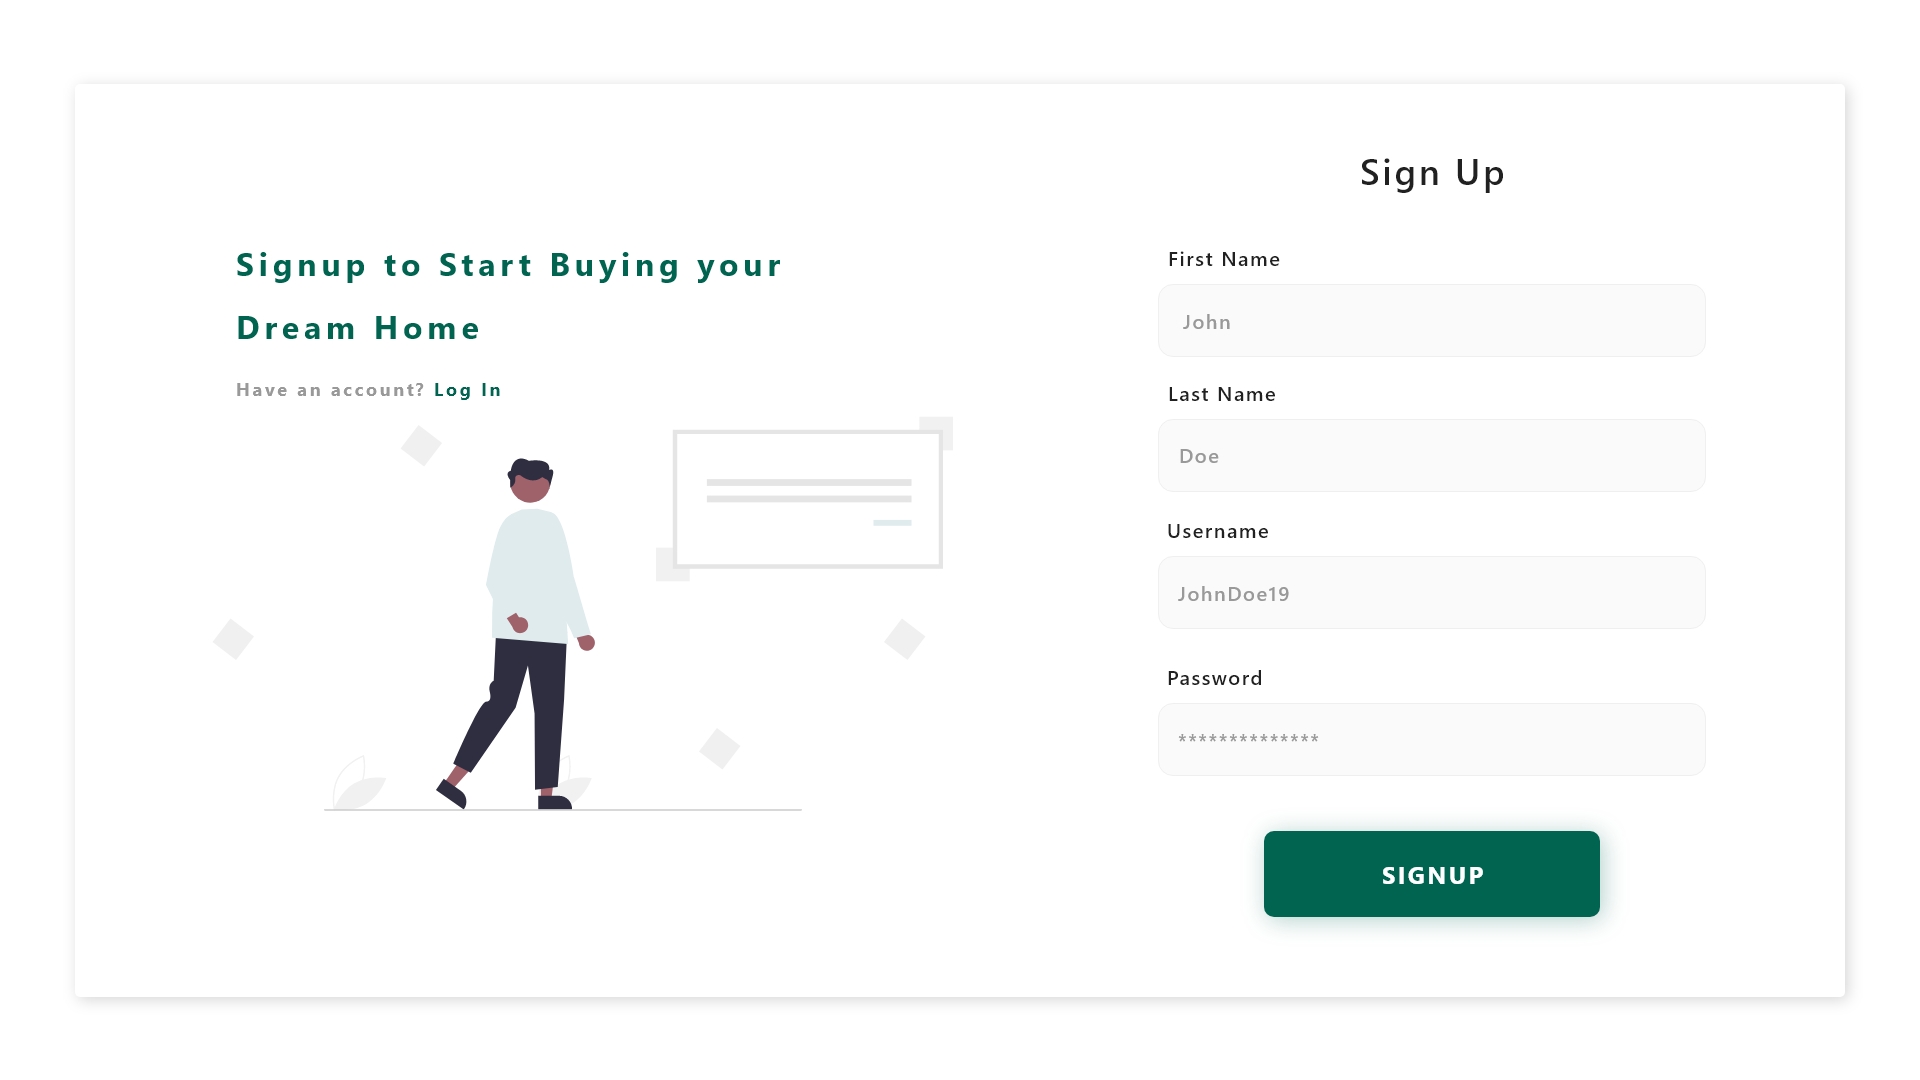 Signup to Start Buying your
Dream Home
Have an account? Log In
Sign Up
First Name
John
Last Name
Doe
Username
JohnDoe19
Password
**************
SIGNUP